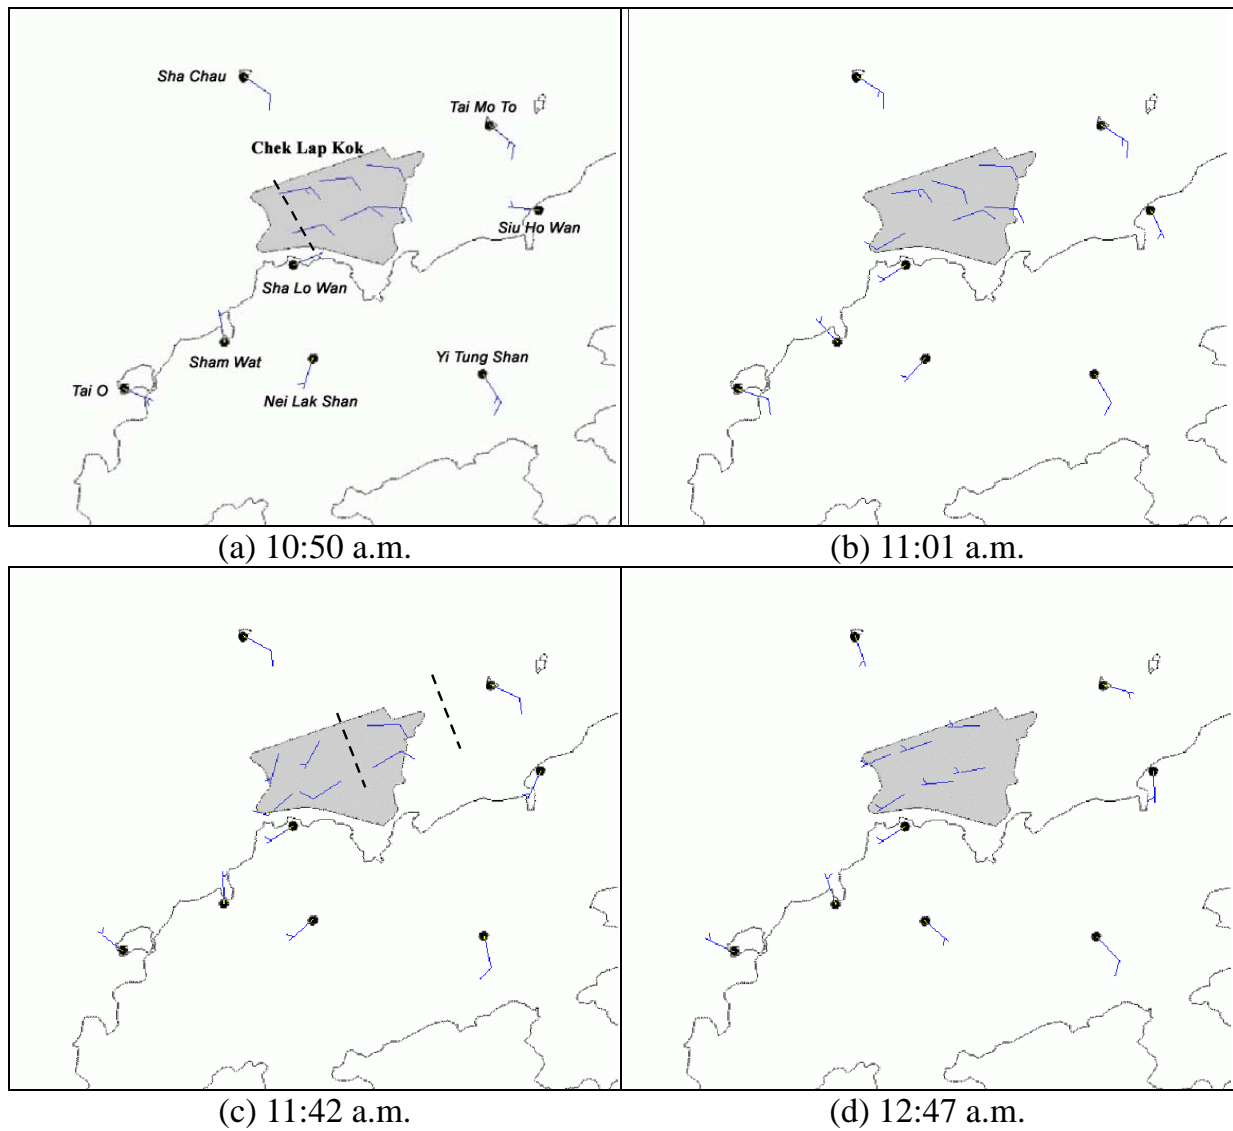 Sha Chau
Tai Mo To
Chek Lap Kok
Siu Ho Wan
Sha Lo Wan
Sham Wat
Yi Tung Shan
Tai O
Nei Lak Shan
(a) 10:50 a.m.
(b) 11:01 a.m.
(c) 11:42 a.m.
(d) 12:47 a.m.